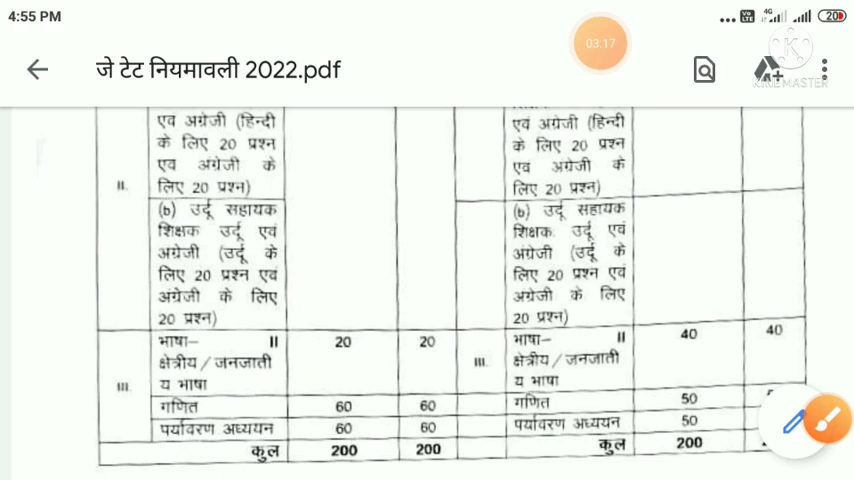 4:55 PM
4G
20
03:17
जे टेट नियमावली 2022.pdf
KINEMASTER
एवं अग्रेजी (हिन्दी
के लिए 20 प्रश्न
एव अंग्रेजी के
लिए 20 प्रश्न)
II.
(b) उर्दू सहायक
शिक्षक उर्दू एवं
अंग्रेजी (उर्दू के
लिए 20 प्रश्न एवं
अंग्रेजी के लिए
20 प्रश्न)
भाषा– II 20 20
क्षेत्रीय / जनजाती
य भाषा
III.
गणित 60 60
पर्यावरण अध्ययन 60 60
कुल 200 200
एवं अग्रेजी (हिन्दी
के लिए 20 प्रश्न
एवं अंग्रेजी के
लिए 20 प्रश्न)
(b) उर्दू सहायक
शिक्षक उर्दू एवं
अंग्रेजी (उर्दू के
लिए 20 प्रश्न एवं
अंग्रेजी के लिए
20 प्रश्न)
भाषा– II 40 40
क्षेत्रीय / जनजाती
य भाषा
III.
गणित 50
पर्यावरण अध्ययन 50
कुल 200